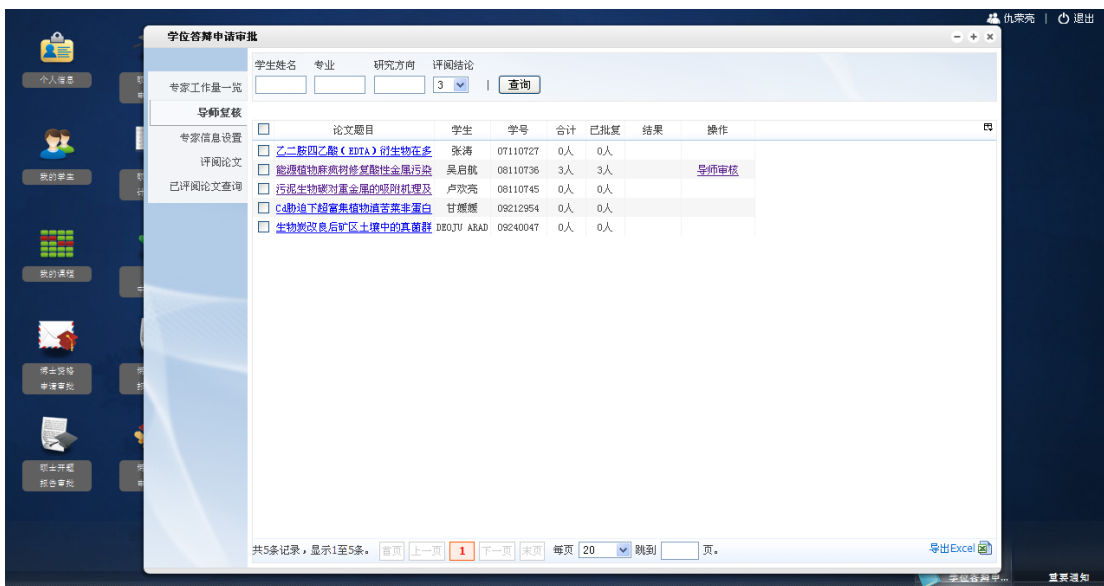 仇荣亮 | 退出
学位答辩申请审批
个人信息
我的学生
我的课程
博士资格
申请审批
硕士开题
报告审批
专家工作量一览
导师复核
专家信息设置
评阅论文
已评阅论文查询
学生姓名 专业 研究方向 评阅结论
3 | 查询
论文题目 学生 学号 合计 已批复 结果 操作
乙二胺四乙酸(EDTA)衍生物在多 张涛 07110727 0人 0人
能源植物麻疯树修复酸性金属污染 吴启航 08110736 3人 3人 导师审核
污泥生物碳对重金属的吸附机理及 卢欢亮 08110745 0人 0人
Cd胁迫下超富集植物遏苦菜非蛋白 甘媛媛 09212954 0人 0人
生物炭改良后矿区土壤中的真菌群 DEOJU ARAD 09240047 0人 0人
共5条记录,显示1至5条。 首页 上一页 1 下一页 末页 每页 20 跳到 页。
导出Excel
学位答辩申... 重要通知